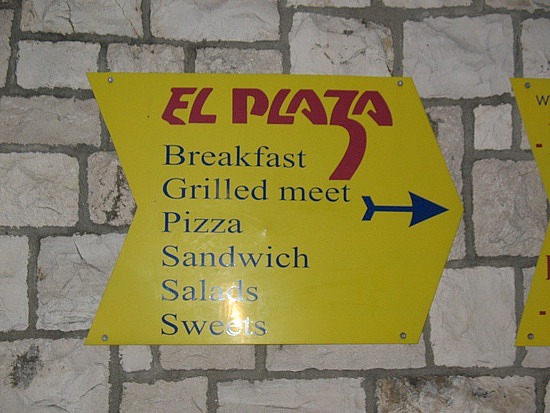 EL PLAZA
Breakfast
Grilled meet
Pizza
Sandwich
Salads
Sweets
W